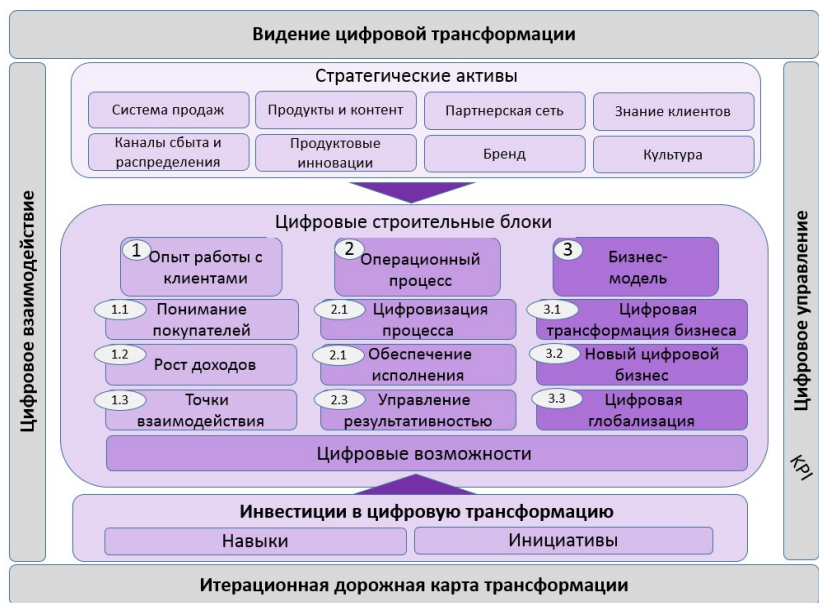 Видение цифровой трансформации
Цифровое взаимодействие
Стратегические активы
Система продаж
Продукты и контент
Партнерская сеть
Знание клиентов
Каналы сбыта и
распределения
Продуктовые
инновации
Бренд
Культура
Цифровые строительные блоки
1
Опыт работы с
клиентами
2
Операционный
процесс
3
Бизнес-
модель
1.1
Понимание
покупателей
2.1
Цифровизация
процесса
3.1
Цифровая
трансформация бизнеса
1.2
Рост доходов
2.1
Обеспечение
исполнения
3.2
Новый цифровой
бизнес
1.3
Точки
взаимодействия
2.3
Управление
результативностью
3.3
Цифровая
глобализация
Цифровые возможности
Инвестиции в цифровую трансформацию
Навыки
Инициативы
Цифровое управление
KPI
Итерационная дорожная карта трансформации